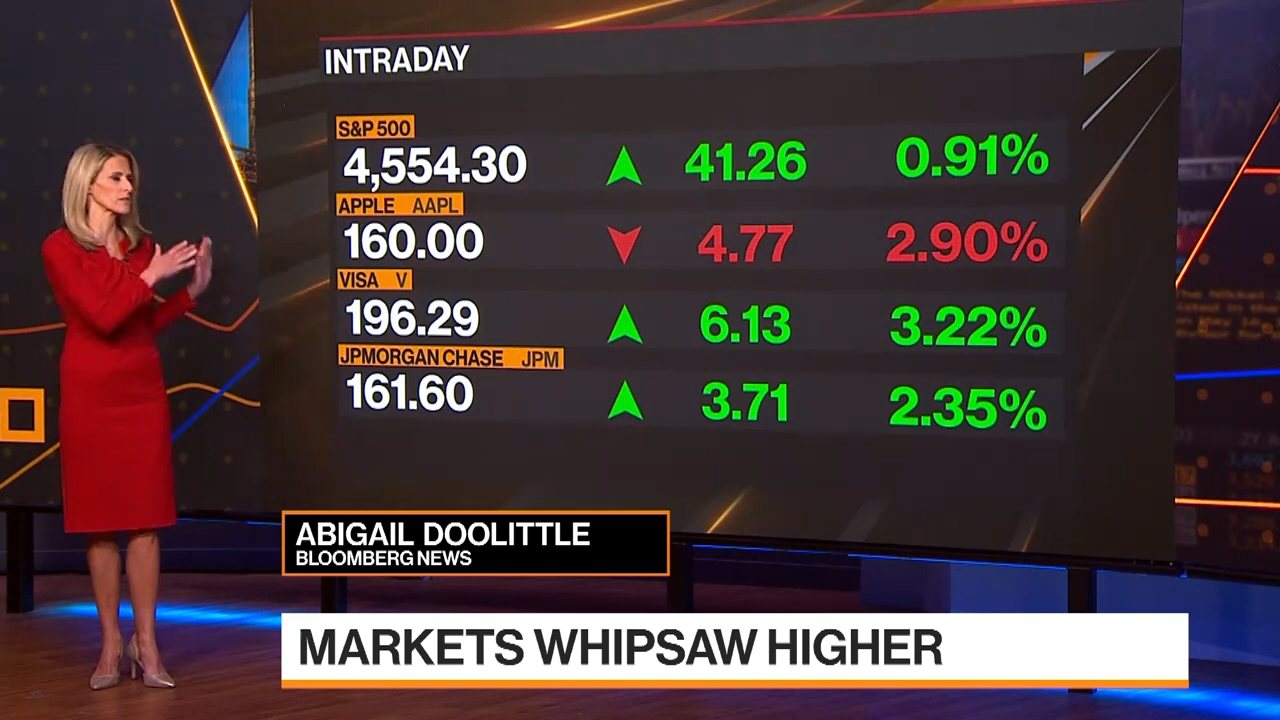 INTRADAY
S&P 500
4,554.30 41.26 0.91%
APPLE AAPL
160.00 4.77 2.90%
VISA V
196.29 6.13 3.22%
JPMORGAN CHASE JPM
161.60 3.71 2.35%
ABIGAIL DOOLITTLE
BLOOMBERG NEWS
MARKETS WHIPSAW HIGHER